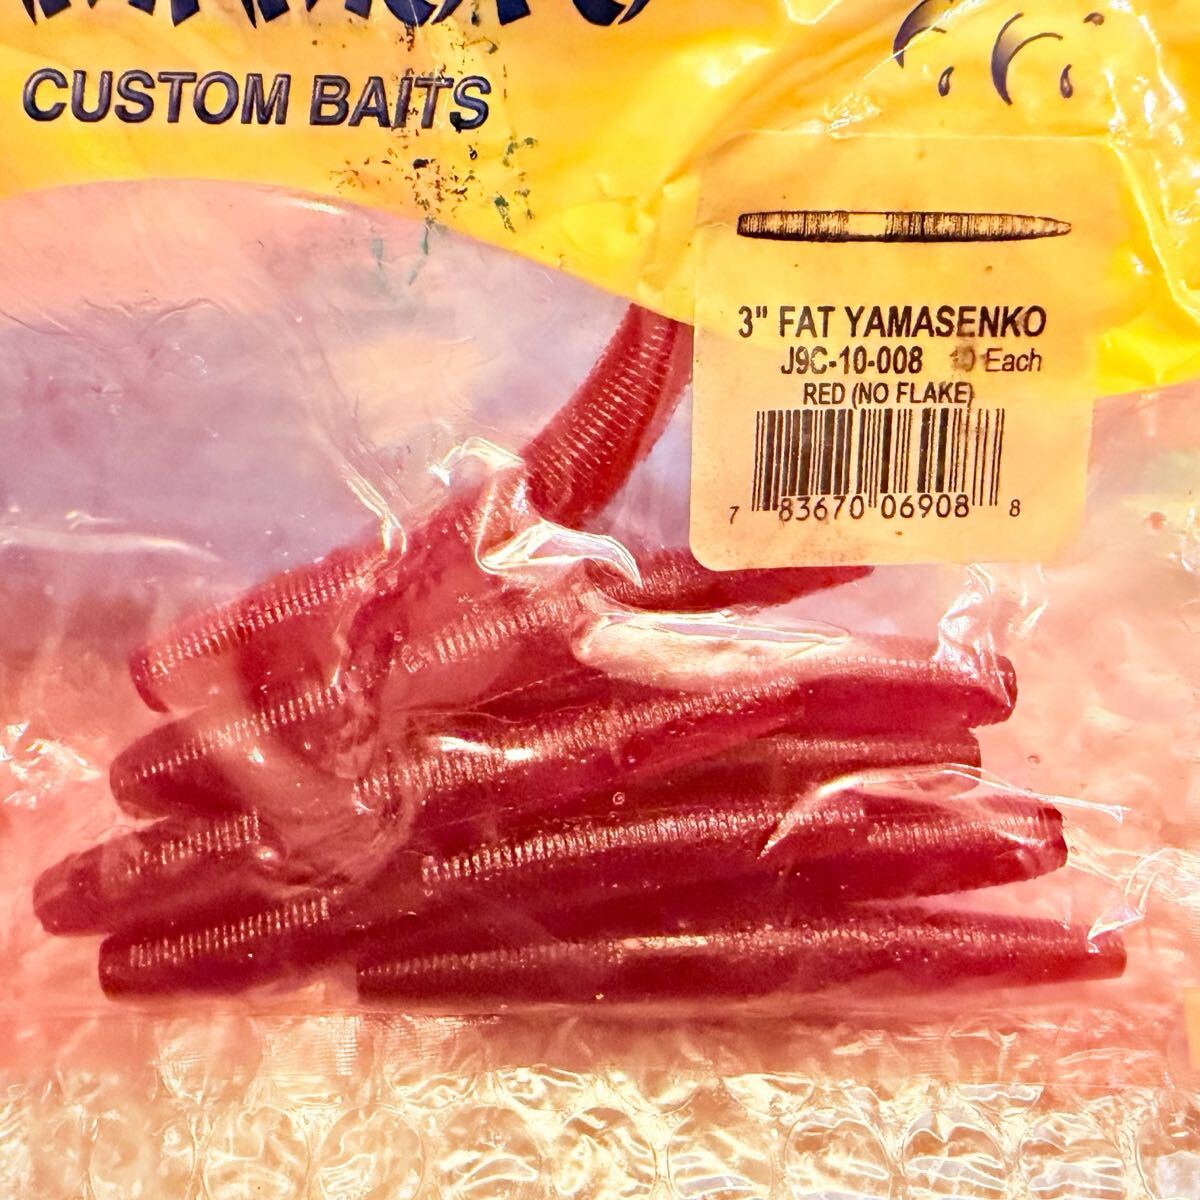 CUSTOM BAITS
3" FAT YAMASENKO
J9C-10-008 10 Each
RED (NO FLAKE)
7 83670 06908 8